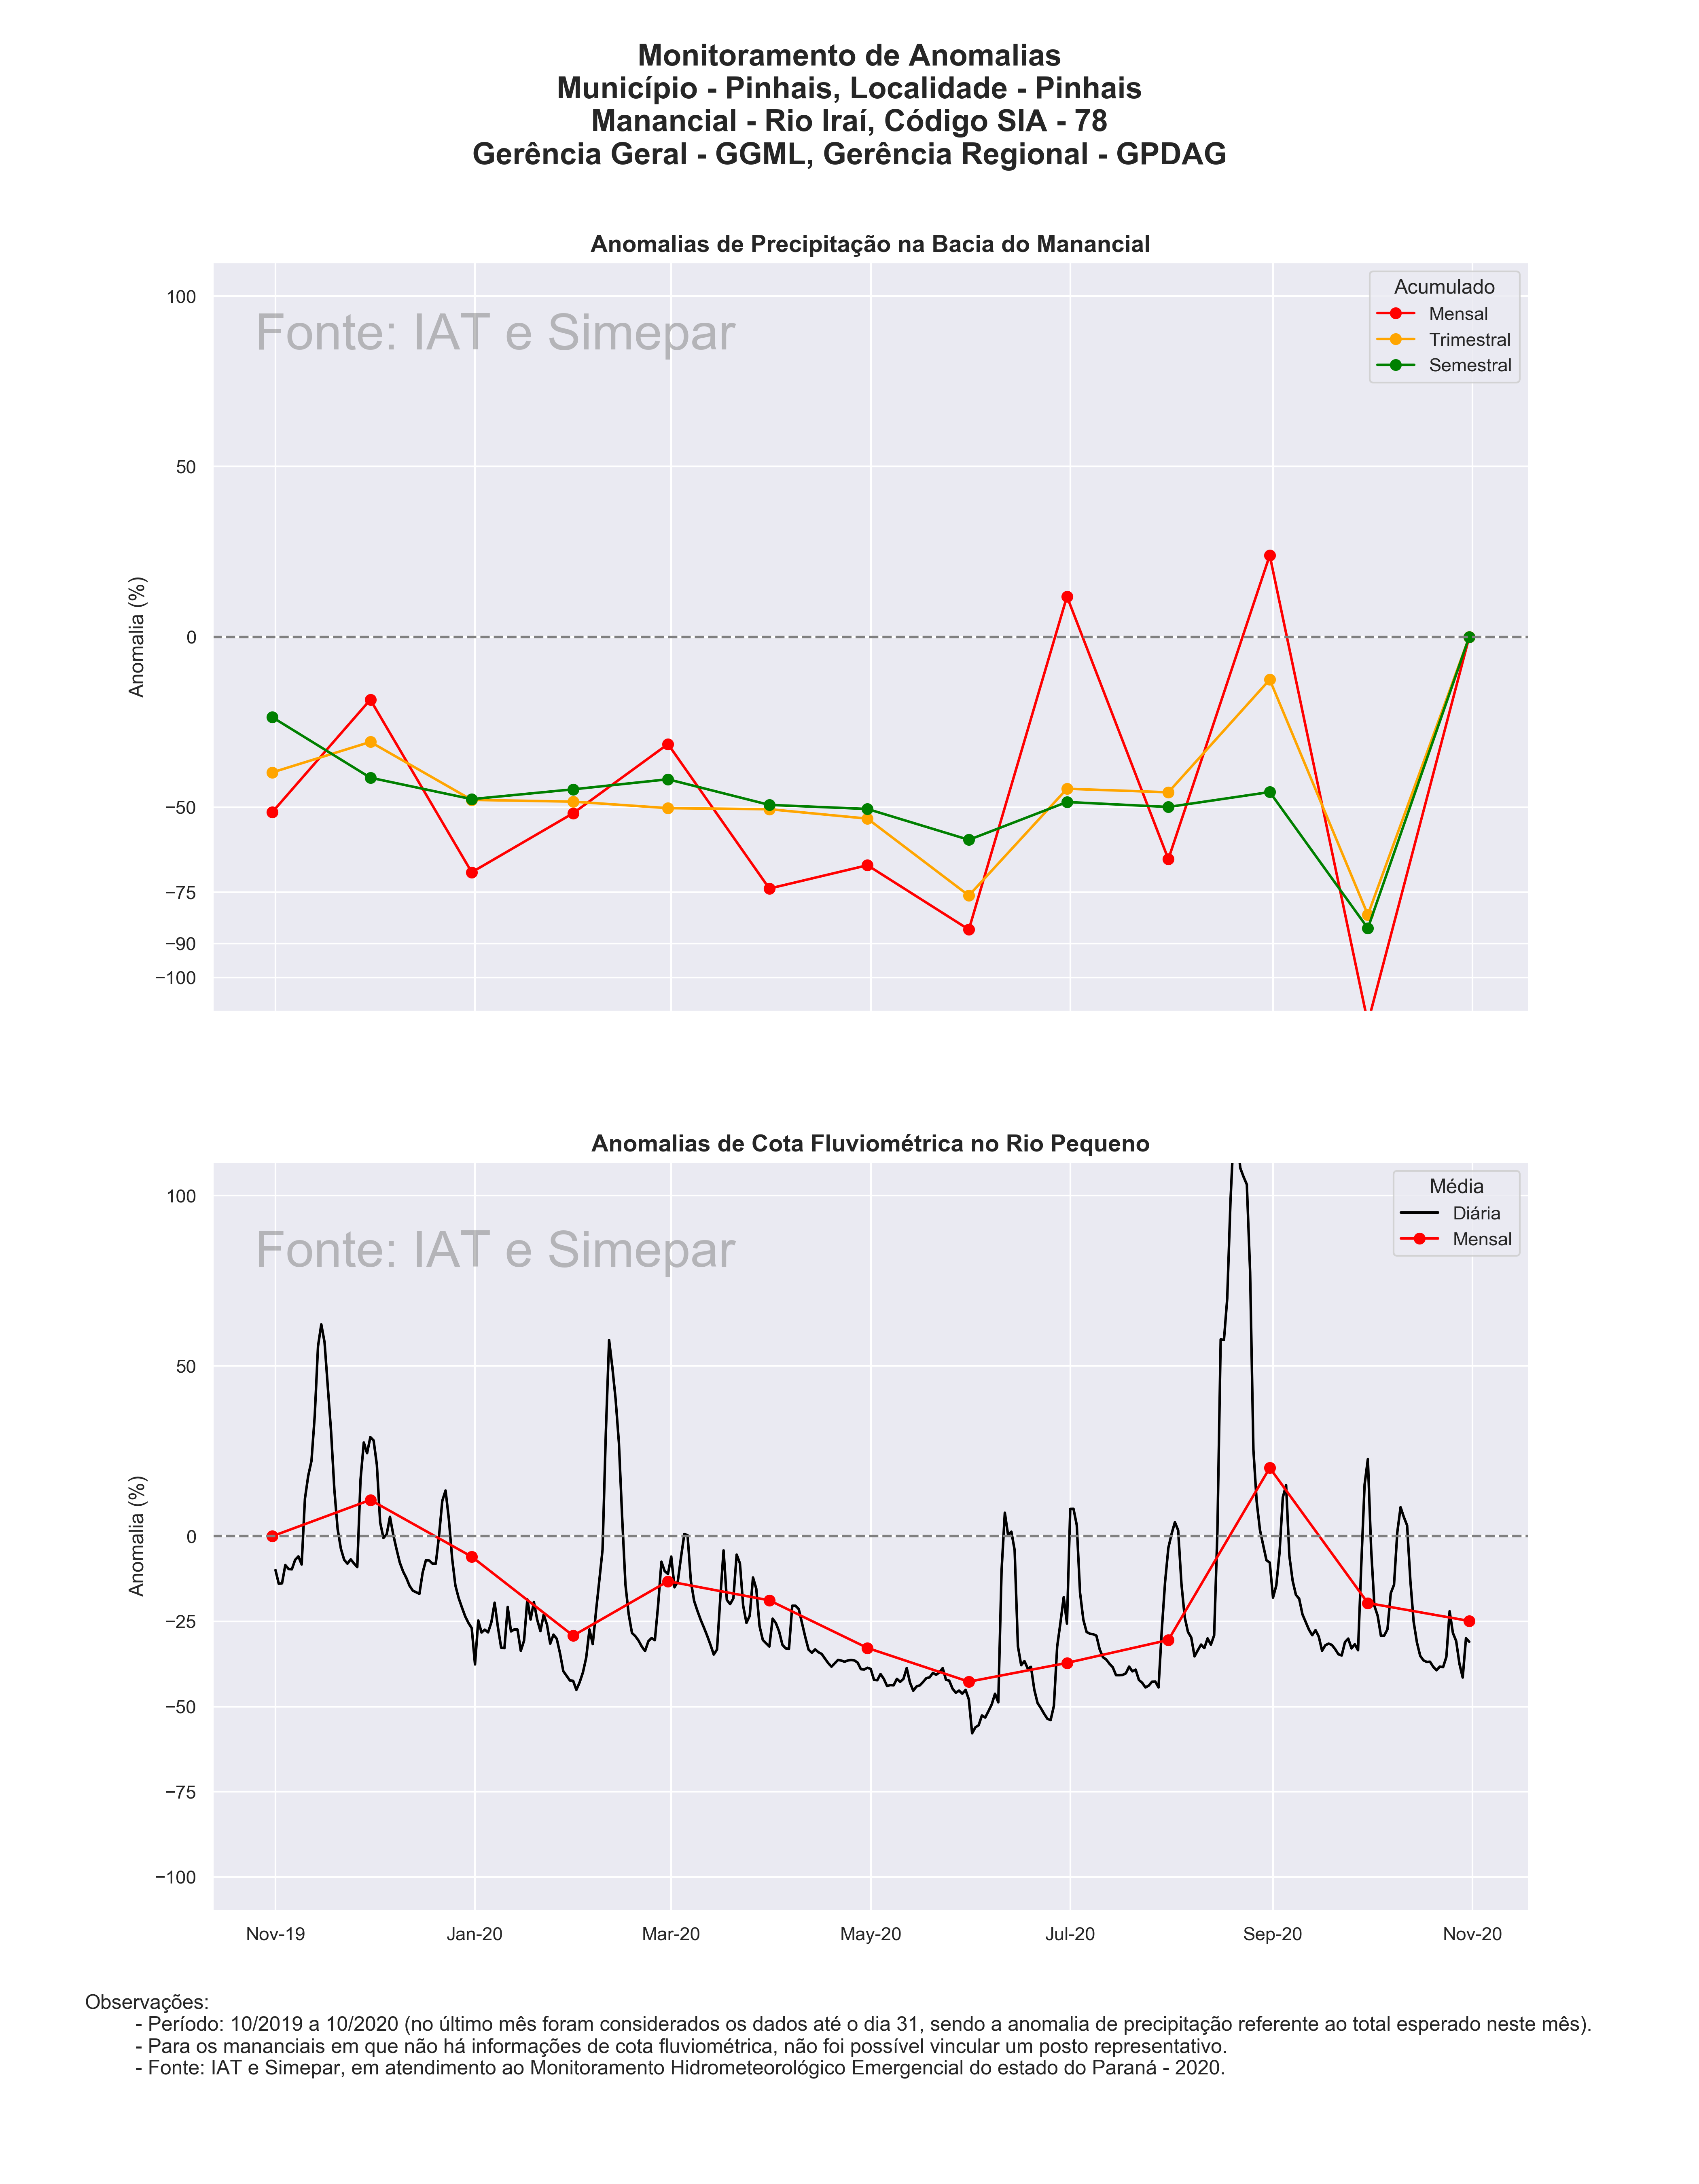 Monitoramento de Anomalias
Município - Pinhais, Localidade - Pinhais
Manancial - Rio Iraí, Código SIA - 78
Gerência Geral - GGML, Gerência Regional - GPDAG
Anomalias de Precipitação na Bacia do Manancial
Fonte: IAT e Simepar
Acumulado
Mensal
Trimestral
Semestral
Anomalia (%)
100
50
0
−50
−75
−90
−100
Anomalias de Cota Fluviométrica no Rio Pequeno
Fonte: IAT e Simepar
Média
Diária
Mensal
Anomalia (%)
100
50
0
−25
−50
−75
−100
Nov-19 Jan-20 Mar-20 May-20 Jul-20 Sep-20 Nov-20
Observações:
- Período: 10/2019 a 10/2020 (no último mês foram considerados os dados até o dia 31, sendo a anomalia de precipitação referente ao total esperado neste mês).
- Para os mananciais em que não há informações de cota fluviométrica, não foi possível vincular um posto representativo.
- Fonte: IAT e Simepar, em atendimento ao Monitoramento Hidrometeorológico Emergencial do estado do Paraná - 2020.